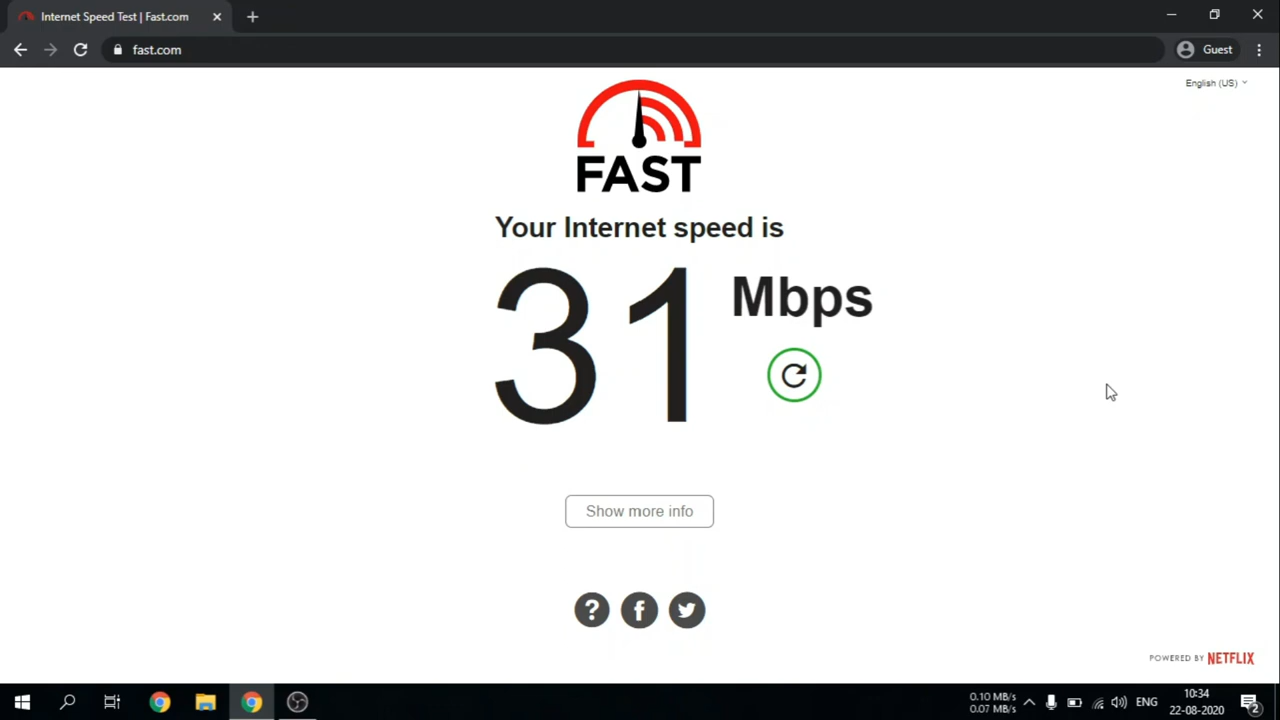 Internet Speed Test | Fast.com
fast.com
Guest
English (US)
FAST
Your Internet speed is
31 Mbps
Show more info
?
f
POWERED BY NETFLIX
0.10 MB/s
0.07 MB/s
ENG
10:34
22-08-2020
2